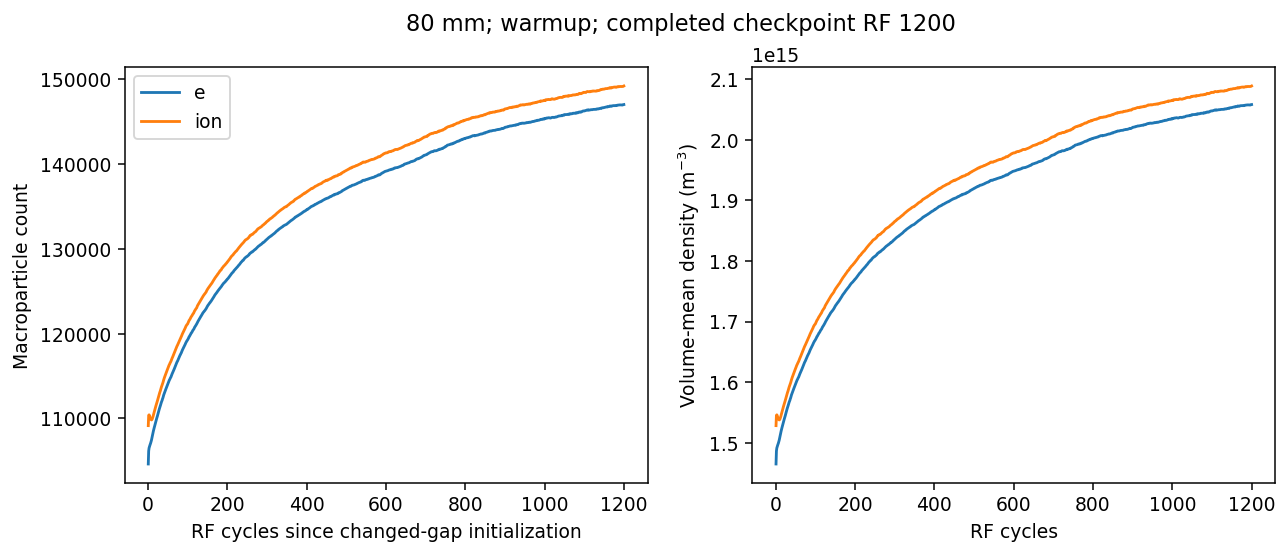 80 mm; warmup; completed checkpoint RF 1200
150000
140000
130000
120000
110000
Macroparticle count
e
ion
0 200 400 600 800 1000 1200
RF cycles since changed-gap initialization
1e15
2.1
2.0
1.9
1.8
1.7
1.6
1.5
Volume-mean density (m⁻³)
0 200 400 600 800 1000 1200
RF cycles